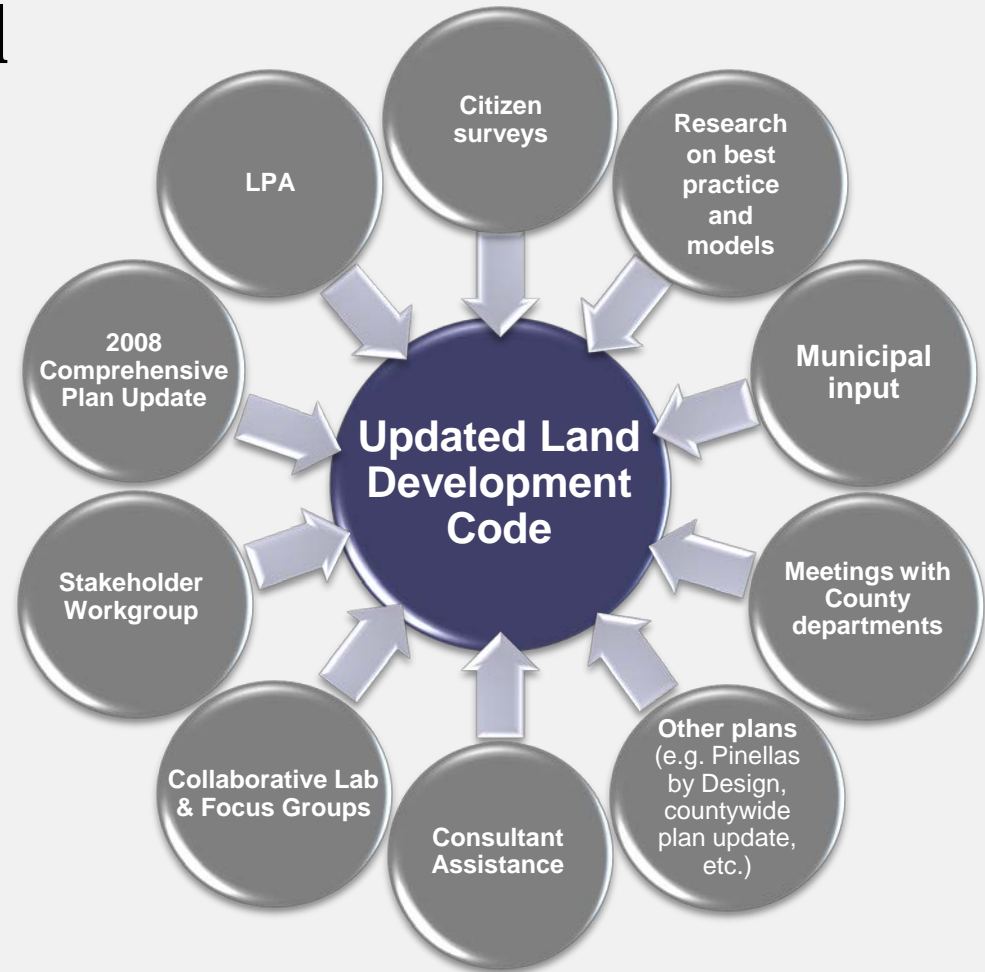 Citizen
surveys
Research
on best
practice
and
models
Municipal
input
Meetings with
County
departments
Other plans
(e.g. Pinellas
by Design,
countywide
plan update,
etc.)
Consultant
Assistance
Collaborative Lab
& Focus Groups
Stakeholder
Workgroup
2008
Comprehensive
Plan Update
LPA
Updated Land
Development
Code